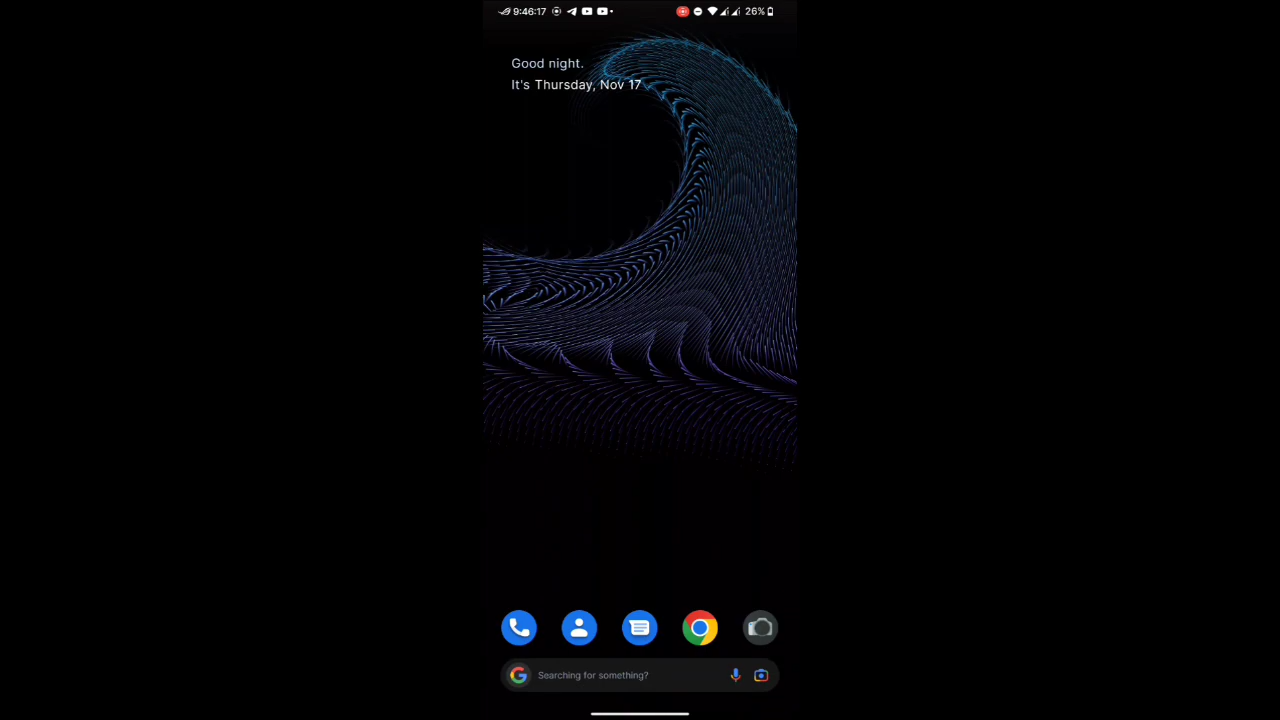 9:46:17
26%
Good night.
It's Thursday, Nov 17
Searching for something?